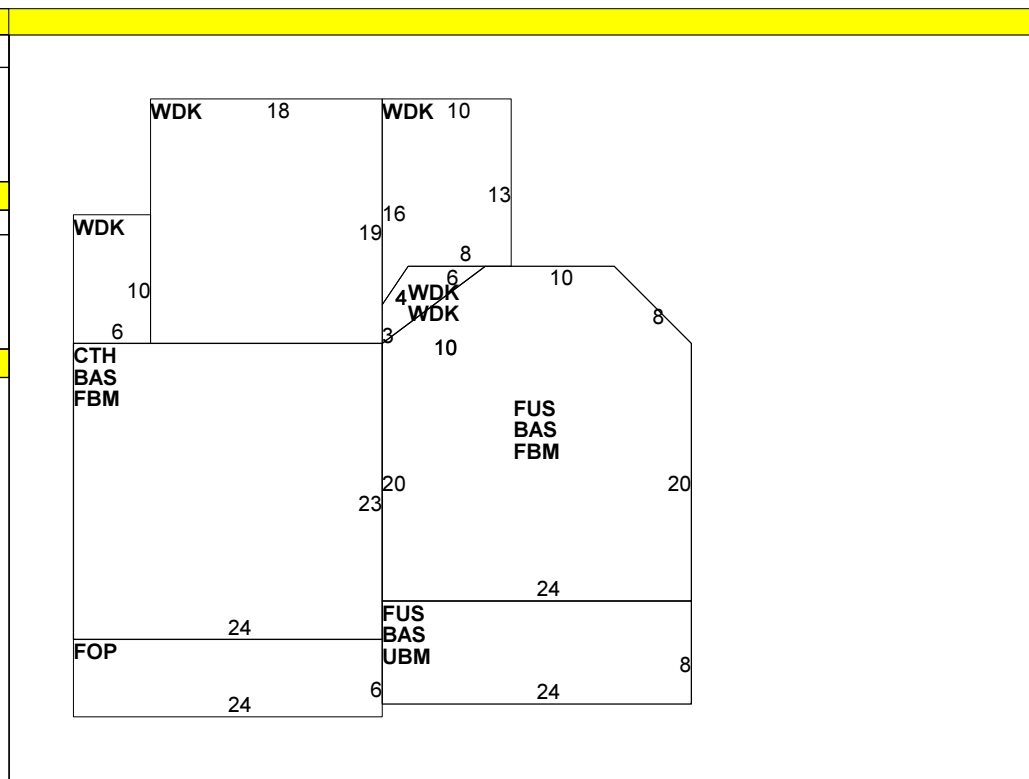 WDK 18
WDK 10
13
16
WDK
19
8
6
10
10
4 WDK
WDK
8
6
3
10
CTH
BAS
FBM
FUS
BAS
FBM
20
20
23
24
24
FUS
BAS
UBM
FOP
8
6
24
24